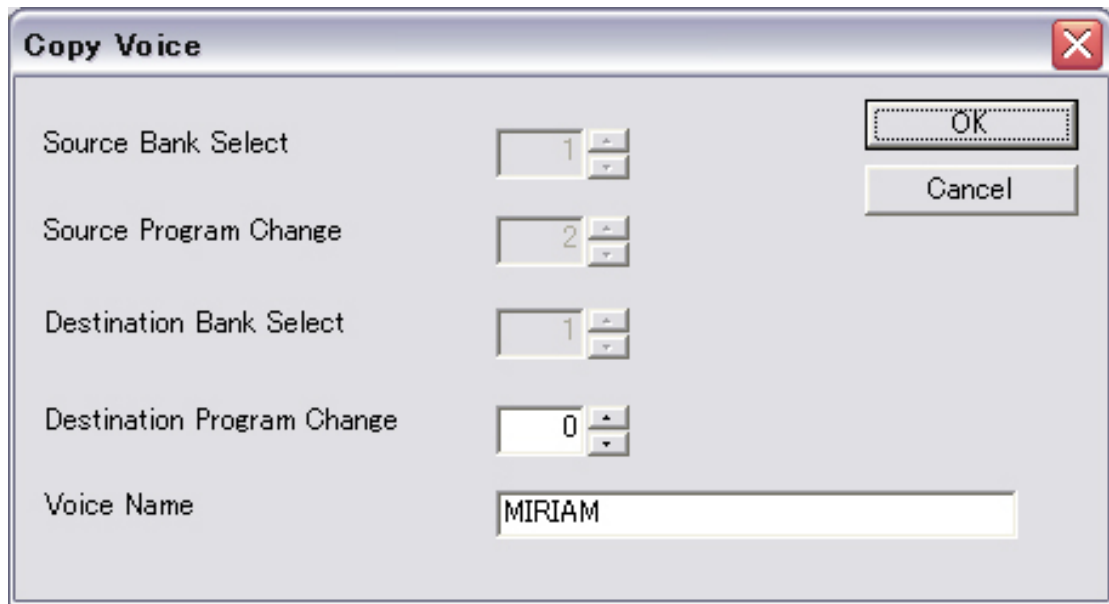 Copy Voice
Source Bank Select 1
OK
Cancel
Source Program Change 2
Destination Bank Select 1
Destination Program Change 0
Voice Name MIRIAM